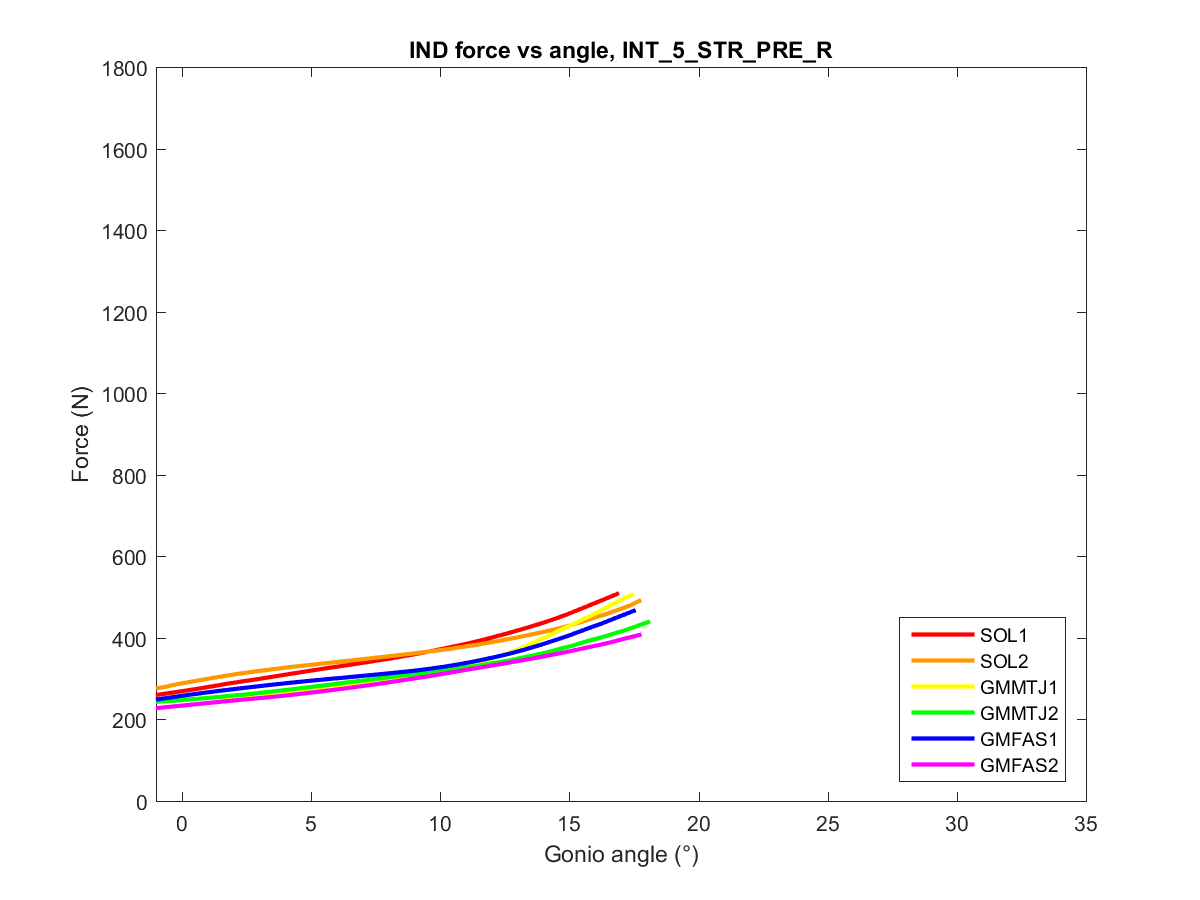 IND force vs angle, INT_5_STR_PRE_R
1800
1600
1400
1200
1000
800
600
400
200
0
Force (N)
0 5 10 15 20 25 30 35
Gonio angle (°)
SOL1
SOL2
GMMTJ1
GMMTJ2
GMFAS1
GMFAS2